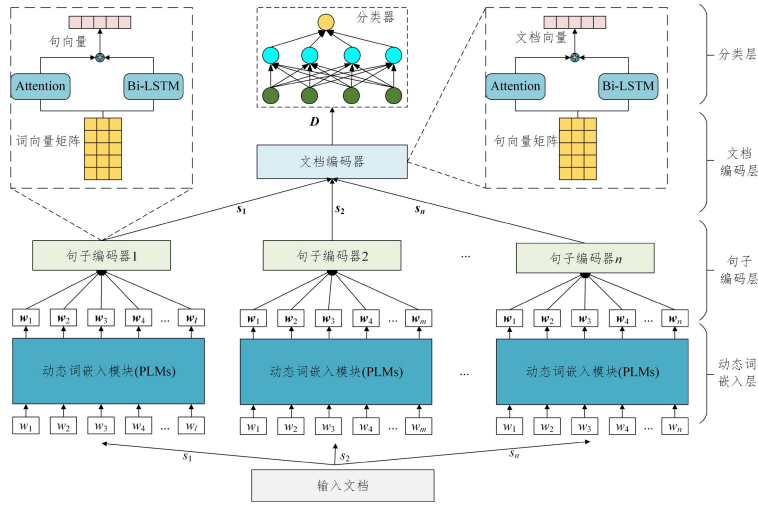 句向量
Attention
Bi-LSTM
词向量矩阵
分类器
D
文档编码器
文档向量
Attention
Bi-LSTM
句向量矩阵
分类层
文档
编码层
s1 s2 sn
句子编码器1
句子编码器2
...
句子编码器n
句子
编码层
w1 w2 w3 w4 ... wl
w1 w2 w3 w4 ... wm
w1 w2 w3 w4 ... wn
动态词嵌入模块(PLMs)
动态词嵌入模块(PLMs)
...
动态词嵌入模块(PLMs)
动态词
嵌入层
w1 w2 w3 w4 ... wl
w1 w2 w3 w4 ... wm
w1 w2 w3 w4 ... wn
s1 s2 sn
输入文档